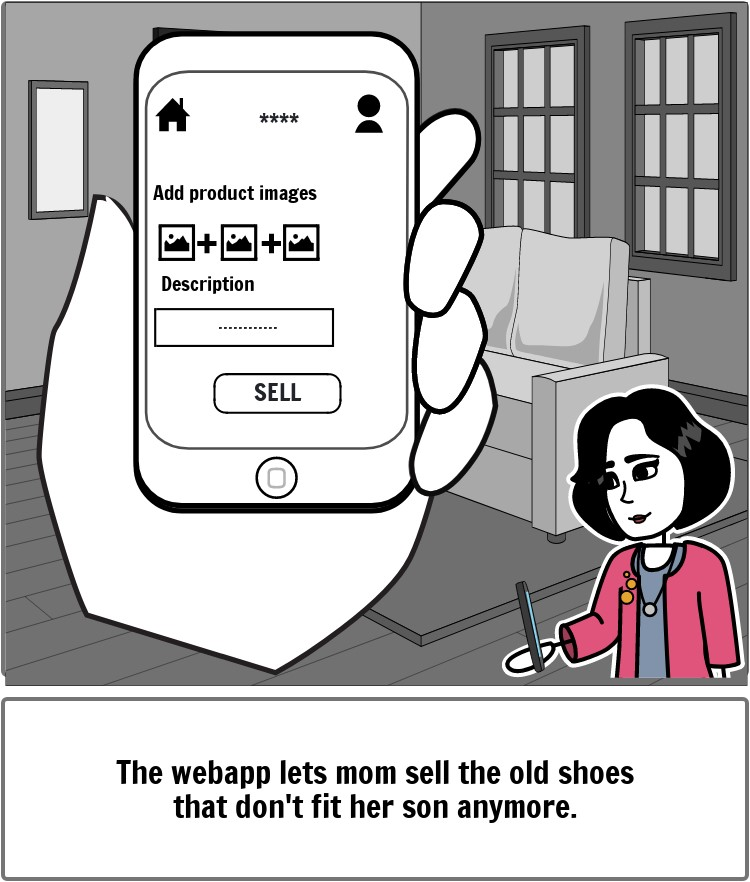 ****
Add product images
Description
------------
SELL
The webapp lets mom sell the old shoes
that don't fit her son anymore.